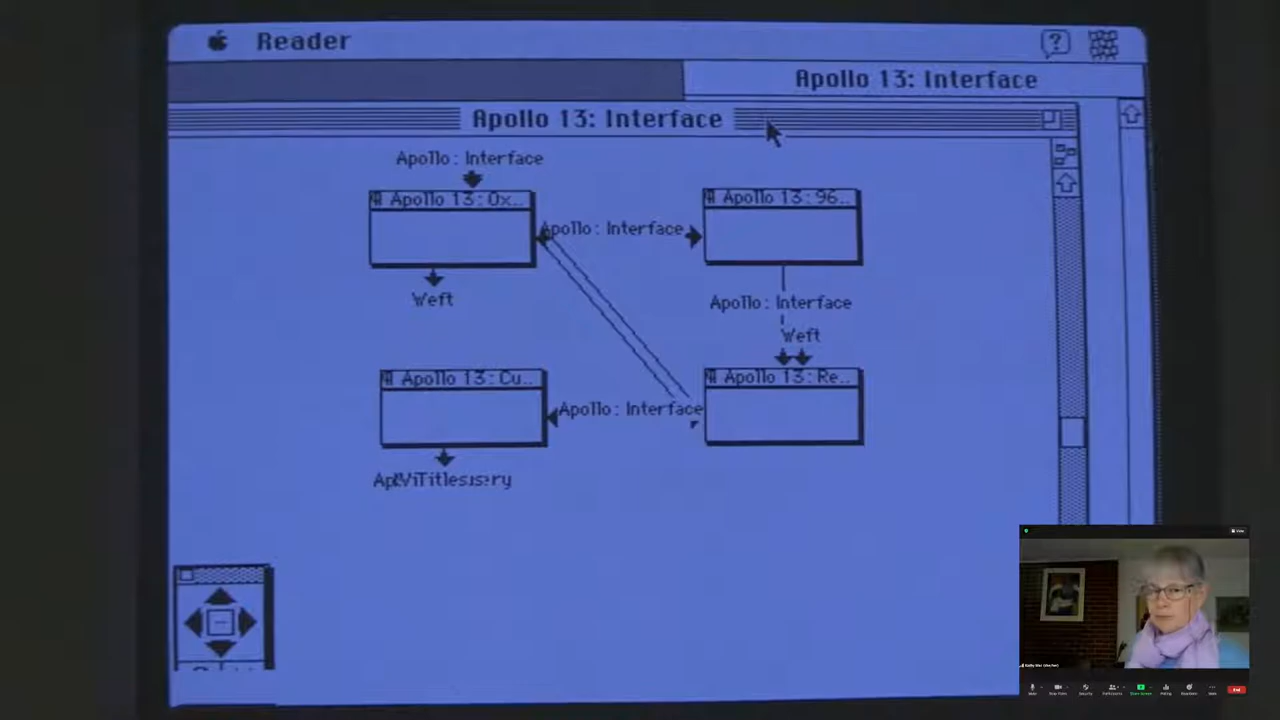 Reader
Apollo 13: Interface
Apollo 13: Interface
Apollo : Interface
Apollo 13: 0x..
Apollo 13: 96..
Apollo : Interface
Weft
Apollo : Interface
Weft
Apollo 13: Cu..
Apollo 13: Re..
Apollo : Interface